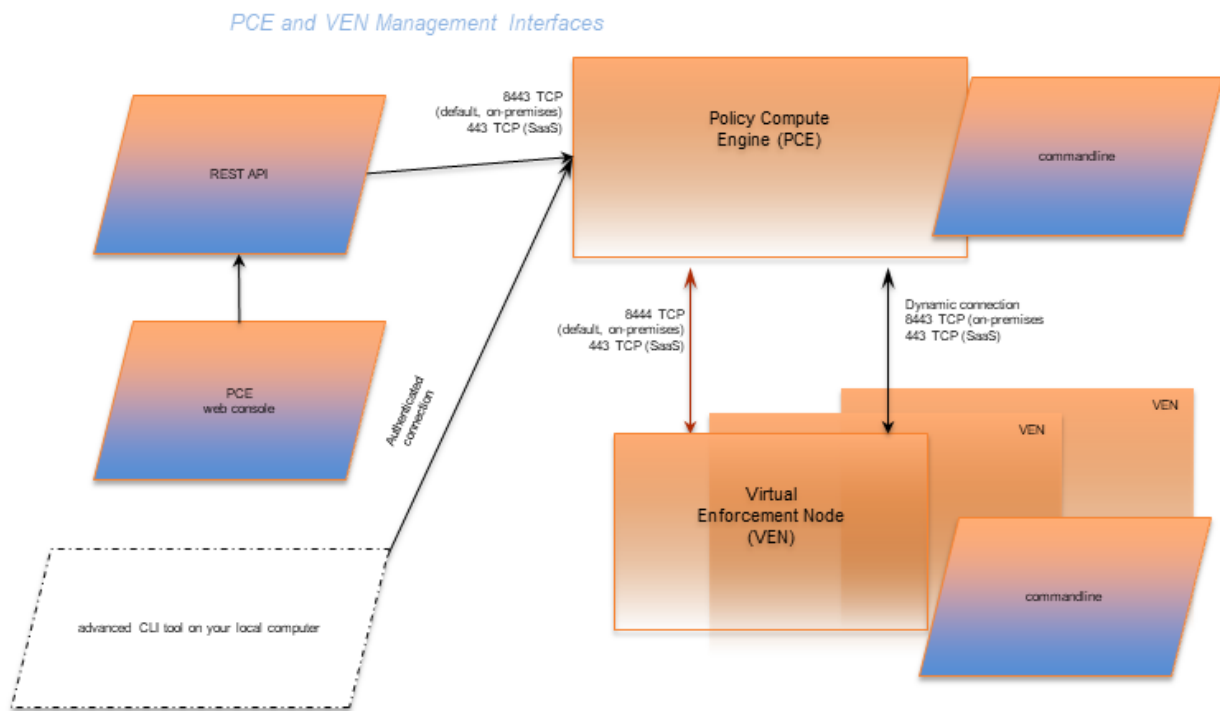 PCE and VEN Management Interfaces
8443 TCP
(default, on-premises)
443 TCP (SaaS)
Policy Compute
Engine (PCE)
commandline
REST API
8444 TCP
(default, on-premises)
443 TCP (SaaS)
Dynamic connection
8443 TCP (on-premises
443 TCP (SaaS)
PCE
web console
Authenticated
connection
VEN
VEN
Virtual
Enforcement Node
(VEN)
commandline
advanced CLI tool on your local computer